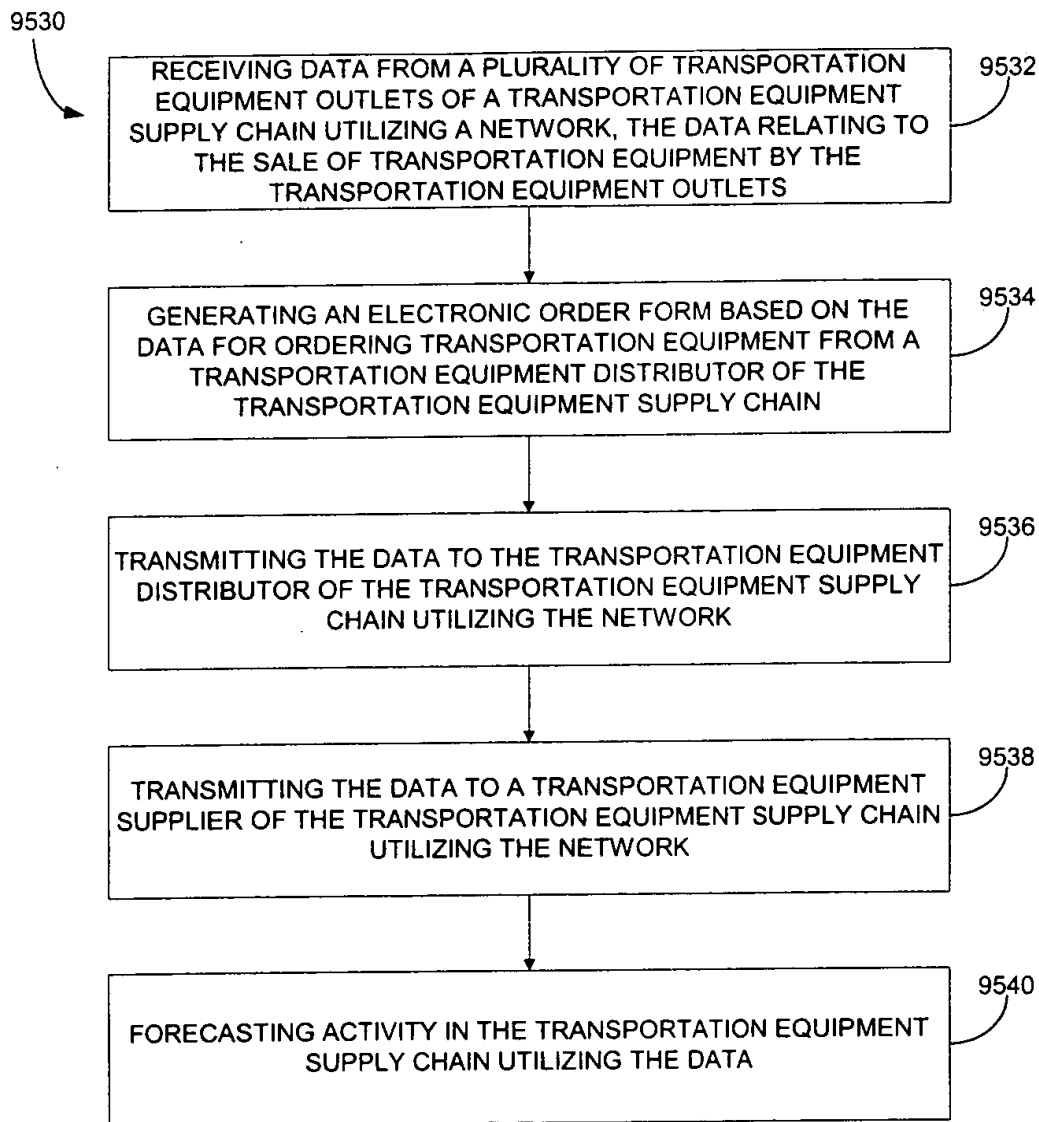 9530
RECEIVING DATA FROM A PLURALITY OF TRANSPORTATION
EQUIPMENT OUTLETS OF A TRANSPORTATION EQUIPMENT
SUPPLY CHAIN UTILIZING A NETWORK, THE DATA RELATING TO
THE SALE OF TRANSPORTATION EQUIPMENT BY THE
TRANSPORTATION EQUIPMENT OUTLETS
9532
GENERATING AN ELECTRONIC ORDER FORM BASED ON THE
DATA FOR ORDERING TRANSPORTATION EQUIPMENT FROM A
TRANSPORTATION EQUIPMENT DISTRIBUTOR OF THE
TRANSPORTATION EQUIPMENT SUPPLY CHAIN
9534
TRANSMITTING THE DATA TO THE TRANSPORTATION EQUIPMENT
DISTRIBUTOR OF THE TRANSPORTATION EQUIPMENT SUPPLY
CHAIN UTILIZING THE NETWORK
9536
TRANSMITTING THE DATA TO A TRANSPORTATION EQUIPMENT
SUPPLIER OF THE TRANSPORTATION EQUIPMENT SUPPLY CHAIN
UTILIZING THE NETWORK
9538
FORECASTING ACTIVITY IN THE TRANSPORTATION EQUIPMENT
SUPPLY CHAIN UTILIZING THE DATA
9540